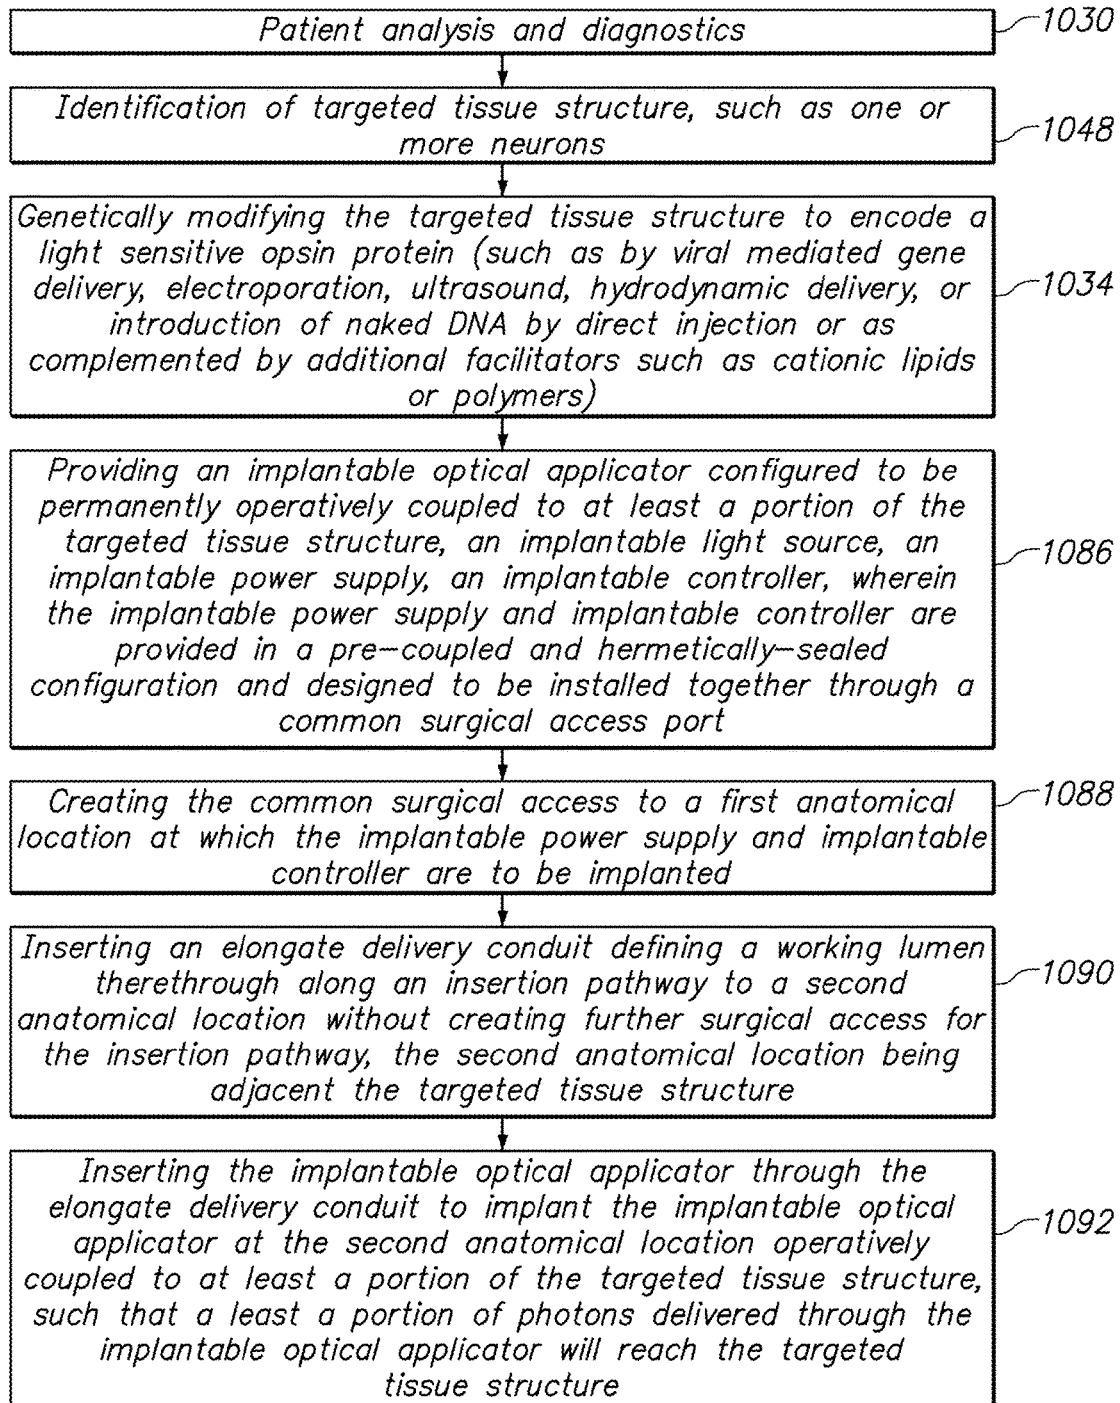 Patient analysis and diagnostics
1030
Identification of targeted tissue structure, such as one or
more neurons
1048
Genetically modifying the targeted tissue structure to encode a
light sensitive opsin protein (such as by viral mediated gene
delivery, electroporation, ultrasound, hydrodynamic delivery, or
introduction of naked DNA by direct injection or as
complemented by additional facilitators such as cationic lipids
or polymers)
1034
Providing an implantable optical applicator configured to be
permanently operatively coupled to at least a portion of the
targeted tissue structure, an implantable light source, an
implantable power supply, an implantable controller, wherein
the implantable power supply and implantable controller are
provided in a pre-coupled and hermetically-sealed
configuration and designed to be installed together through a
common surgical access port
1086
Creating the common surgical access to a first anatomical
location at which the implantable power supply and implantable
controller are to be implanted
1088
Inserting an elongate delivery conduit defining a working lumen
therethrough along an insertion pathway to a second
anatomical location without creating further surgical access for
the insertion pathway, the second anatomical location being
adjacent the targeted tissue structure
1090
Inserting the implantable optical applicator through the
elongate delivery conduit to implant the implantable optical
applicator at the second anatomical location operatively
coupled to at least a portion of the targeted tissue structure,
such that a least a portion of photons delivered through the
implantable optical applicator will reach the targeted
tissue structure
1092